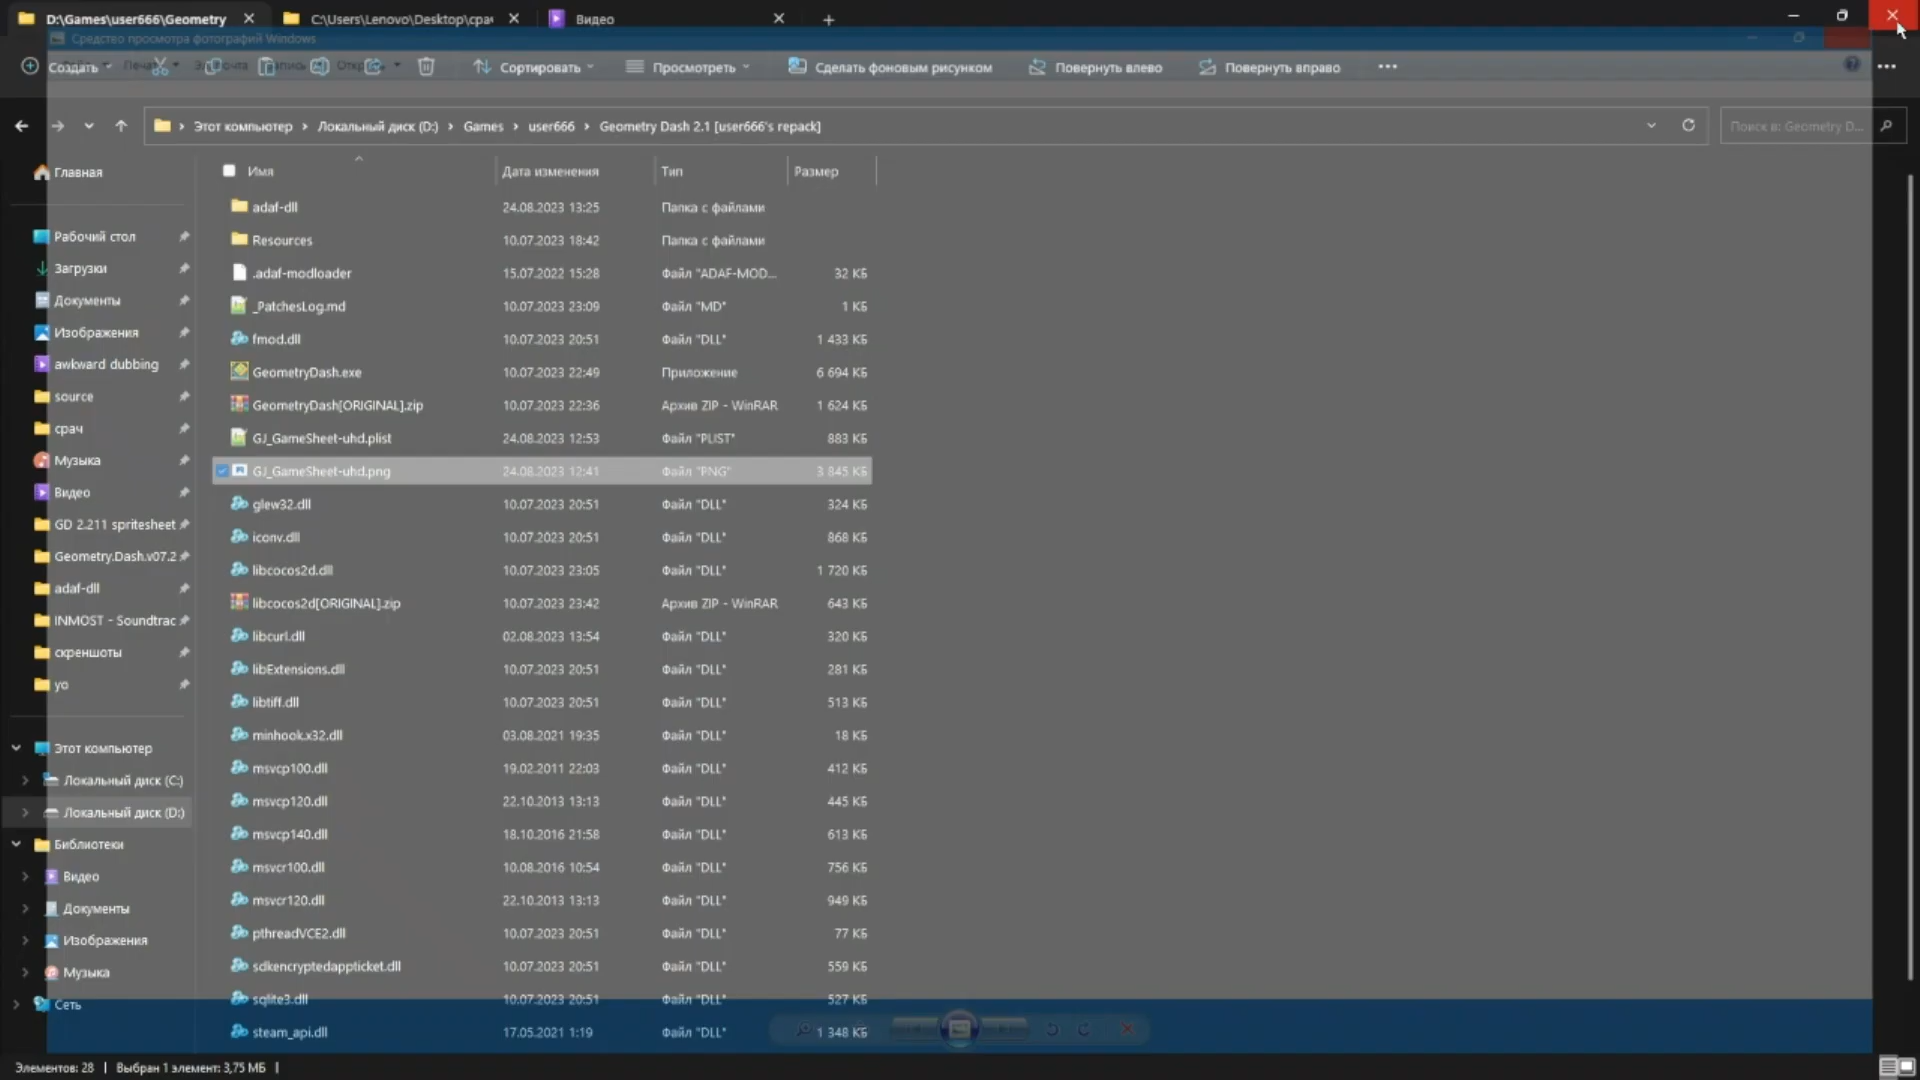 D:\Games\user666\Geometry
C:\Users\Lenovo\Desktop\срач
Видео
Средство просмотра фотографий Windows
Создать
Сортировать
Просмотреть
Сделать фоновым рисунком
Повернуть влево
Повернуть вправо
Этот компьютер
Локальный диск (D:)
Games
user666
Geometry Dash 2.1 [user666's repack]
Поиск в: Geometry D...
Имя Дата изменения Тип Размер
adaf-dll 24.08.2023 13:25 Папка с файлами
Resources 10.07.2023 18:42 Папка с файлами
.adaf-modloader 15.07.2022 15:28 Файл "ADAF-MOD... 32 КБ
_PatchesLog.md 10.07.2023 23:09 Файл "MD" 1 КБ
fmod.dll 10.07.2023 20:51 Файл "DLL" 1 433 КБ
GeometryDash.exe 10.07.2023 22:49 Приложение 6 694 КБ
GeometryDash[ORIGINAL].zip 10.07.2023 22:36 Архив ZIP - WinRAR 1 624 КБ
GJ_GameSheet-uhd.plist 24.08.2023 12:53 Файл "PLIST" 883 КБ
GJ_GameSheet-uhd.png 24.08.2023 12:41 Файл "PNG" 3 845 КБ
glew32.dll 10.07.2023 20:51 Файл "DLL" 324 КБ
iconv.dll 10.07.2023 20:51 Файл "DLL" 868 КБ
libcocos2d.dll 10.07.2023 23:05 Файл "DLL" 1 720 КБ
libcocos2d[ORIGINAL].zip 10.07.2023 23:42 Архив ZIP - WinRAR 643 КБ
libcurl.dll 02.08.2023 13:54 Файл "DLL" 320 КБ
libExtensions.dll 10.07.2023 20:51 Файл "DLL" 281 КБ
libtiff.dll 10.07.2023 20:51 Файл "DLL" 513 КБ
minhook.x32.dll 03.08.2021 19:35 Файл "DLL" 18 КБ
msvcp100.dll 19.02.2011 22:03 Файл "DLL" 412 КБ
msvcp120.dll 22.10.2013 13:13 Файл "DLL" 445 КБ
msvcp140.dll 18.10.2016 21:58 Файл "DLL" 613 КБ
msvcr100.dll 10.08.2016 10:54 Файл "DLL" 756 КБ
msvcr120.dll 22.10.2013 13:13 Файл "DLL" 949 КБ
pthreadVCE2.dll 10.07.2023 20:51 Файл "DLL" 77 КБ
sdkencryptedappticket.dll 10.07.2023 20:51 Файл "DLL" 559 КБ
sqlite3.dll 10.07.2023 20:51 Файл "DLL" 527 КБ
steam_api.dll 17.05.2021 1:19 Файл "DLL" 1 348 КБ
Главная
Рабочий стол
Загрузки
Документы
Изображения
awkward dubbing
source
срач
Музыка
Видео
GD 2.211 spritesheet
Geometry.Dash.v07.2
adaf-dll
INMOST - Soundtrac
скреншоты
yo
Этот компьютер
Локальный диск (C:)
Локальный диск (D:)
Библиотеки
Видео
Документы
Изображения
Музыка
Сеть
Элементов: 28
Выбран 1 элемент: 3,75 МБ